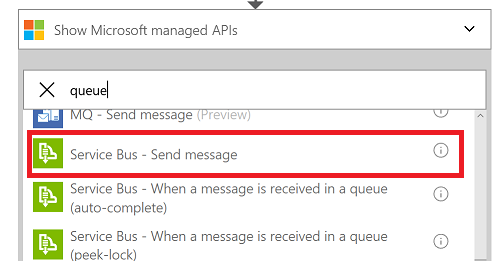 Show Microsoft managed APIs
queue
MQ - Send message (Preview)
Service Bus - Send message
Service Bus - When a message is received in a queue
(auto-complete)
Service Bus - When a message is received in a queue
(peek-lock)